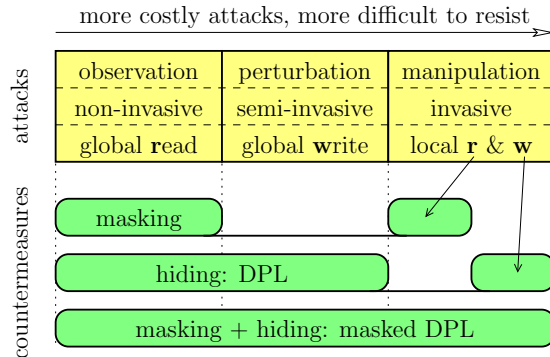 more costly attacks, more difficult to resist
attacks
observation perturbation manipulation
non-invasive semi-invasive invasive
global read global write local r & w
countermeasures
masking
hiding: DPL
masking + hiding: masked DPL